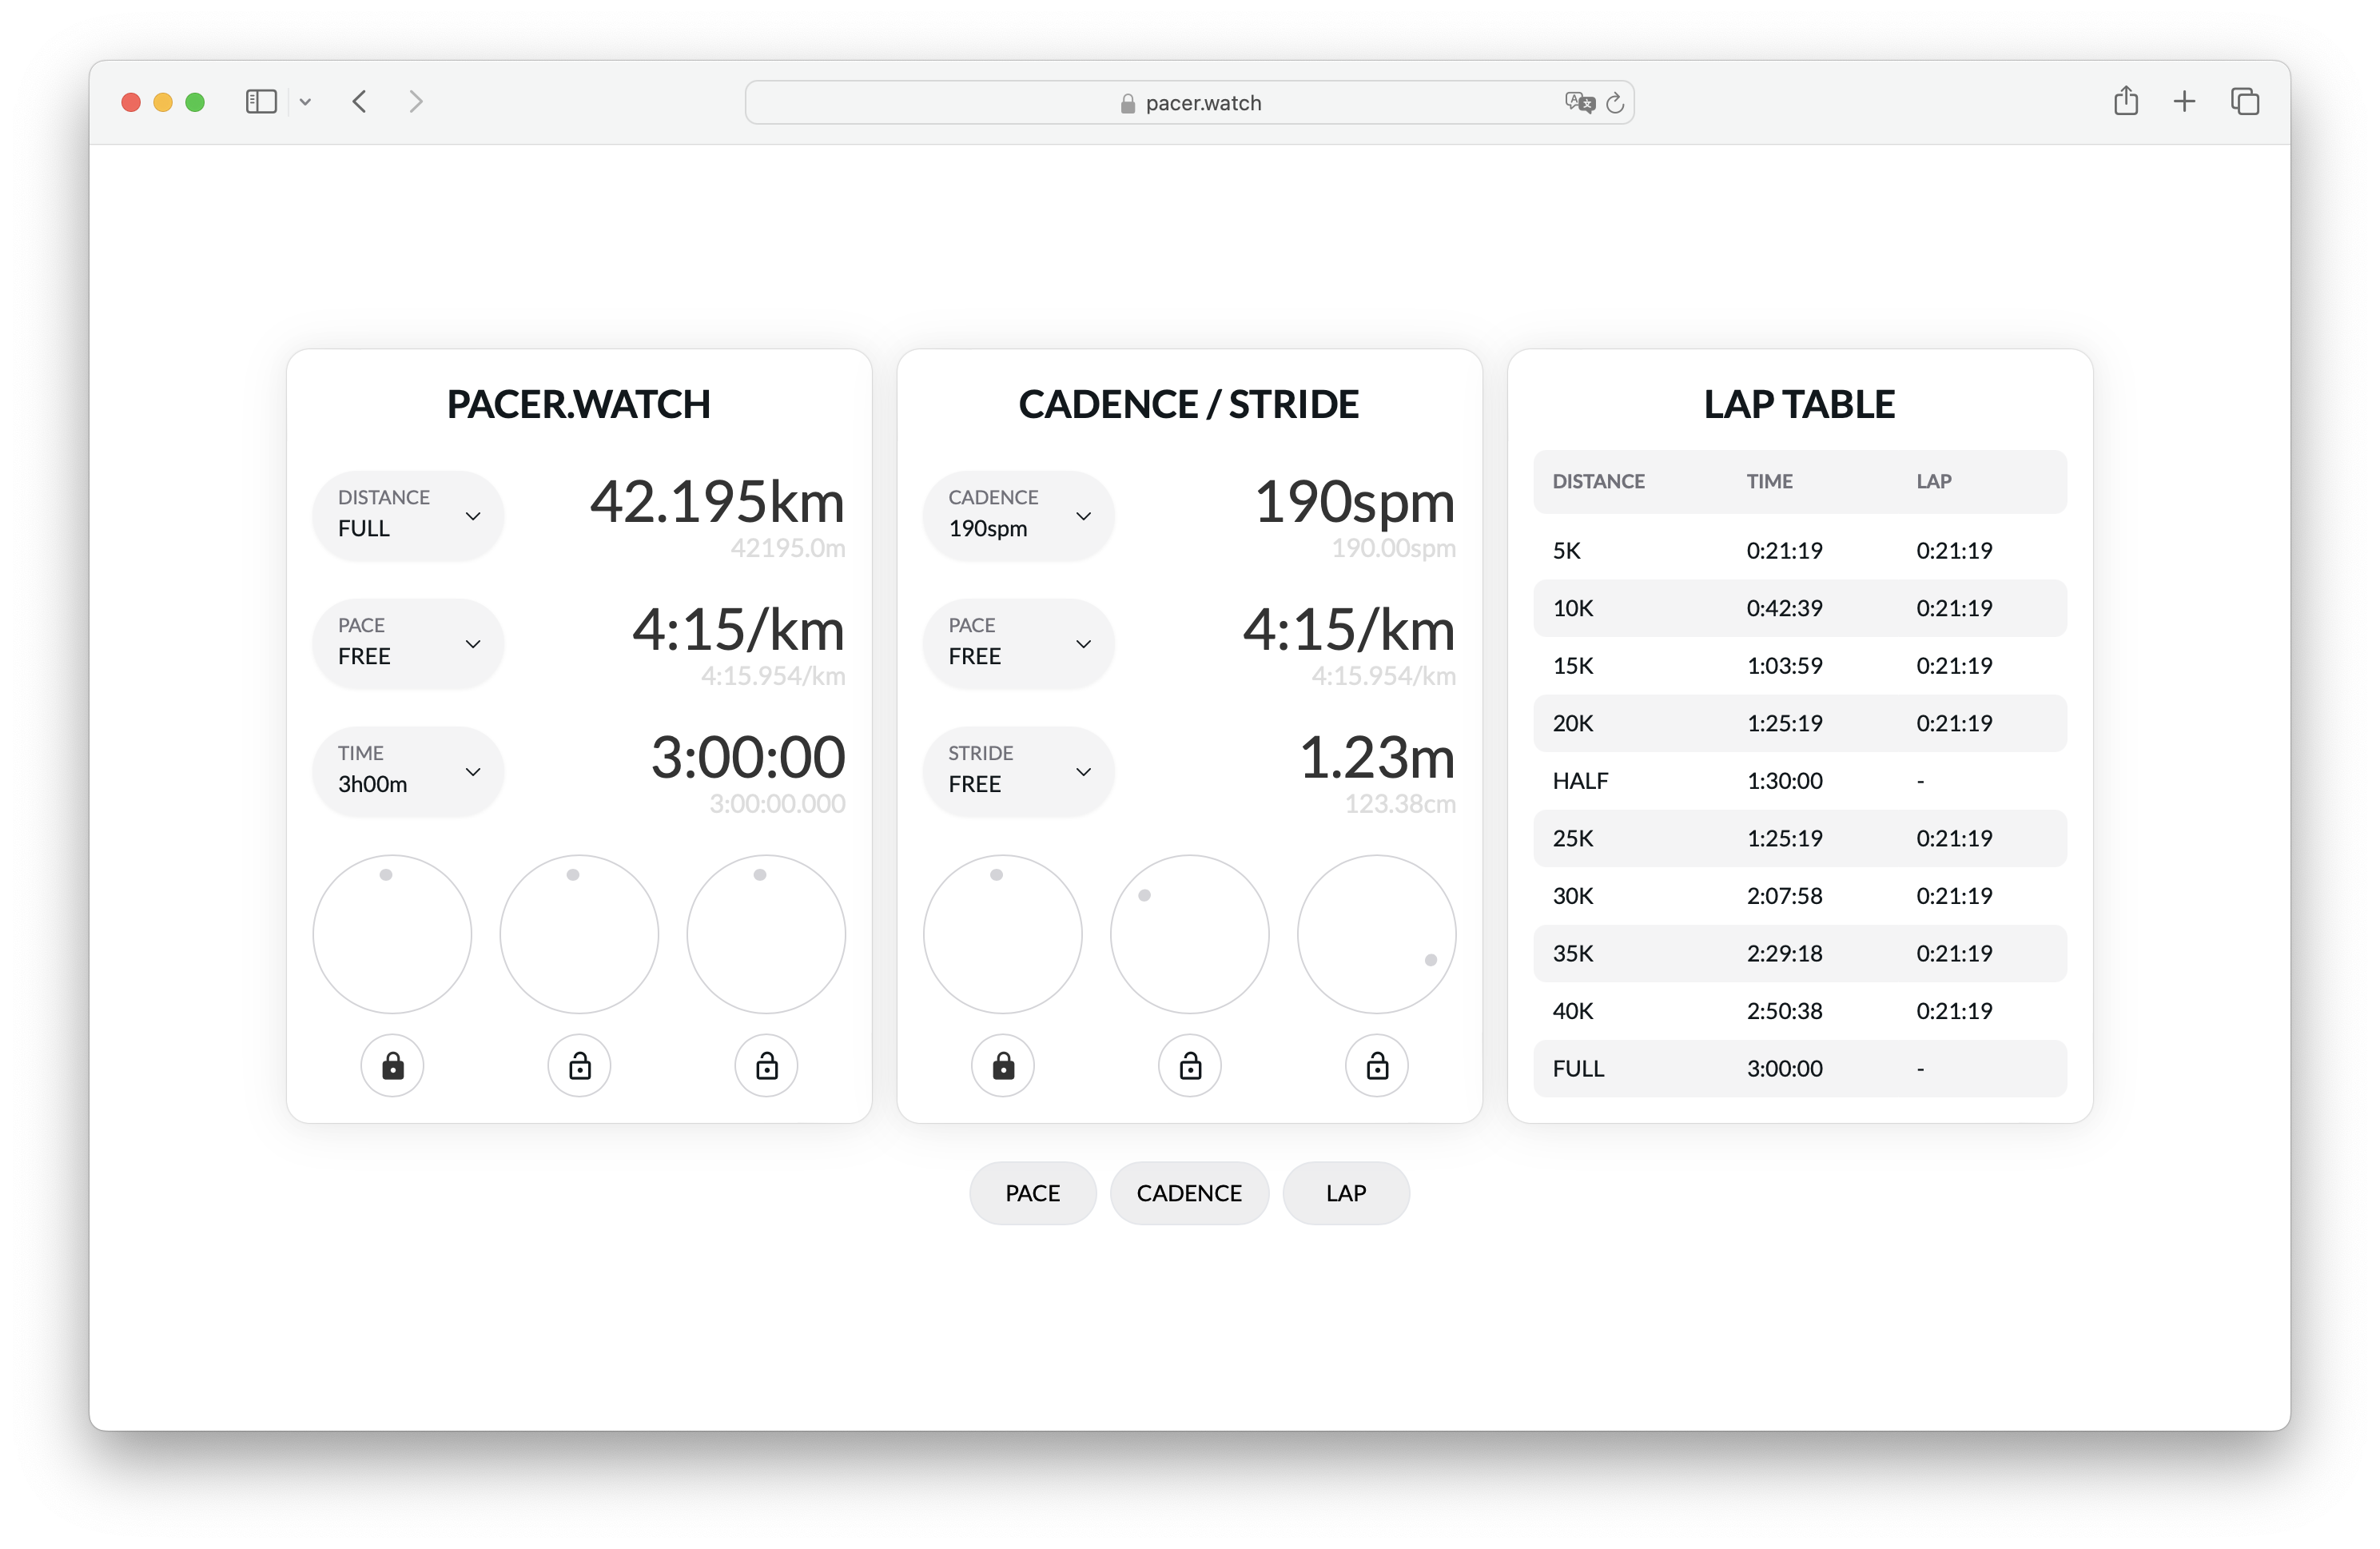 pacer.watch
PACER.WATCH
DISTANCE
FULL
42.195km
42195.0m
PACE
FREE
4:15/km
4:15.954/km
TIME
3h00m
3:00:00
3:00:00.000
CADENCE / STRIDE
CADENCE
190spm
190spm
190.00spm
PACE
FREE
4:15/km
4:15.954/km
STRIDE
FREE
1.23m
123.38cm
LAP TABLE
DISTANCE TIME LAP
5K 0:21:19 0:21:19
10K 0:42:39 0:21:19
15K 1:03:59 0:21:19
20K 1:25:19 0:21:19
HALF 1:30:00 -
25K 1:25:19 0:21:19
30K 2:07:58 0:21:19
35K 2:29:18 0:21:19
40K 2:50:38 0:21:19
FULL 3:00:00 -
PACE CADENCE LAP